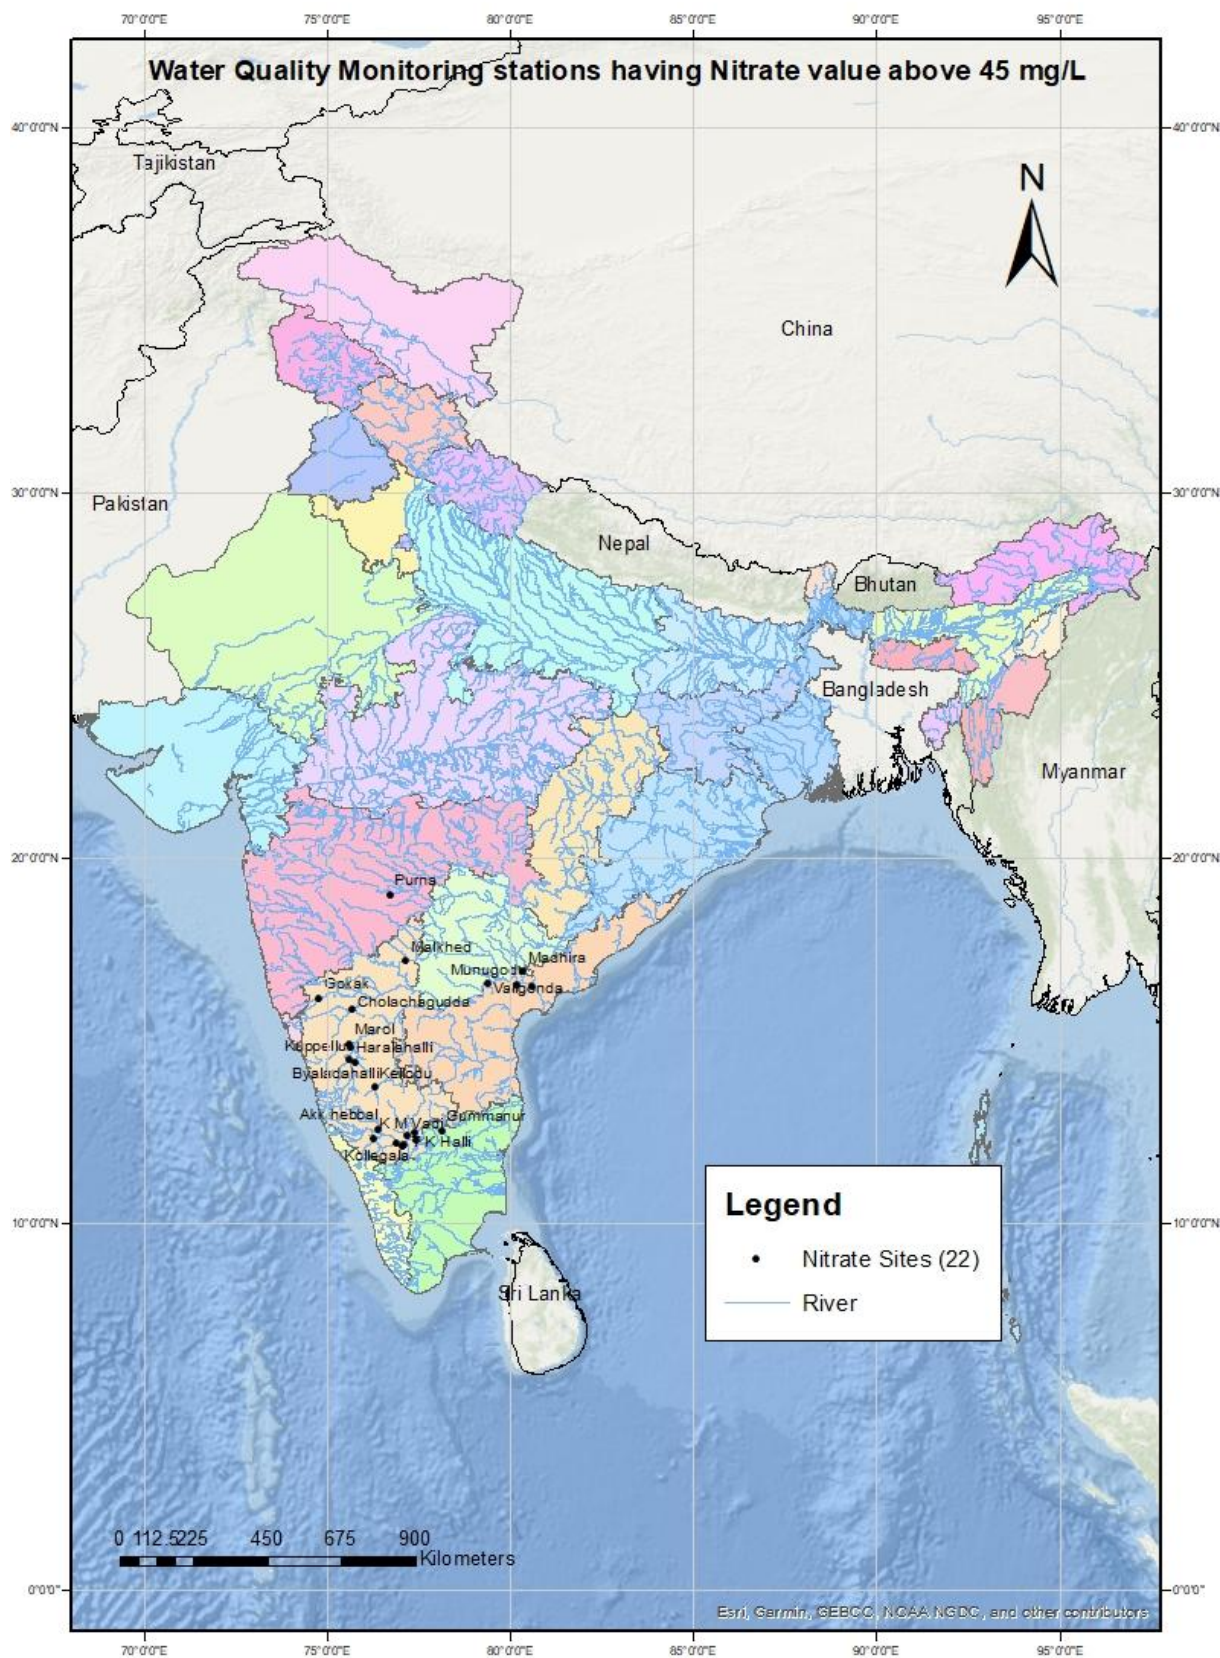 70°0'0"E 75°0'0"E 80°0'0"E 85°0'0"E 90°0'0"E 95°0'0"E
Water Quality Monitoring stations having Nitrate value above 45 mg/L
40°0'0"N 40°0'0"N
Tajikistan
N
China
30°0'0"N 30°0'0"N
Pakistan
Nepal
Bhutan
Bangladesh
Myanmar
20°0'0"N 20°0'0"N
Purna
Malkhed
Madhira
Munugodu
Gokak
Valigonda
Cholachagudda
Marol
Kuppellur
Haralahalli
Byaladahalli
Kellodu
Akkihebbal
K M Vadi
Gummanur
K Halli
Kollegala
Legend
10°0'0"N 10°0'0"N
Nitrate Sites (22)
Sri Lanka
River
0 112.5225 450 675 900
Kilometers
0°0'0" 0°0'0"
Esri, Garmin, GEBCO, NOAA NGDC, and other contributors
70°0'0"E 75°0'0"E 80°0'0"E 85°0'0"E 90°0'0"E 95°0'0"E